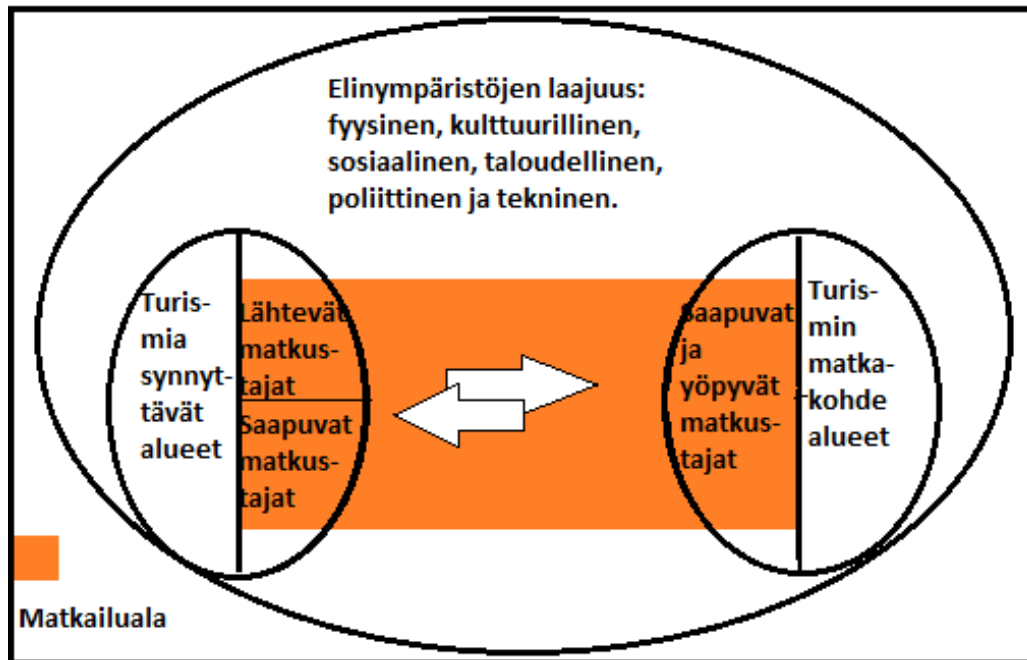 Elinympäristöjen laajuus:
fyysinen, kulttuurillinen,
sosiaalinen, taloudellinen,
poliittinen ja tekninen.
Turis-
mia
synnyt-
tävät
alueet
Lähtevät
matkus-
tajat
Saapuvat
matkus-
tajat
Saapuvat
ja
yöpyvät
matkus-
tajat
Turis-
min
matka-
kohde
alueet
Matkailuala